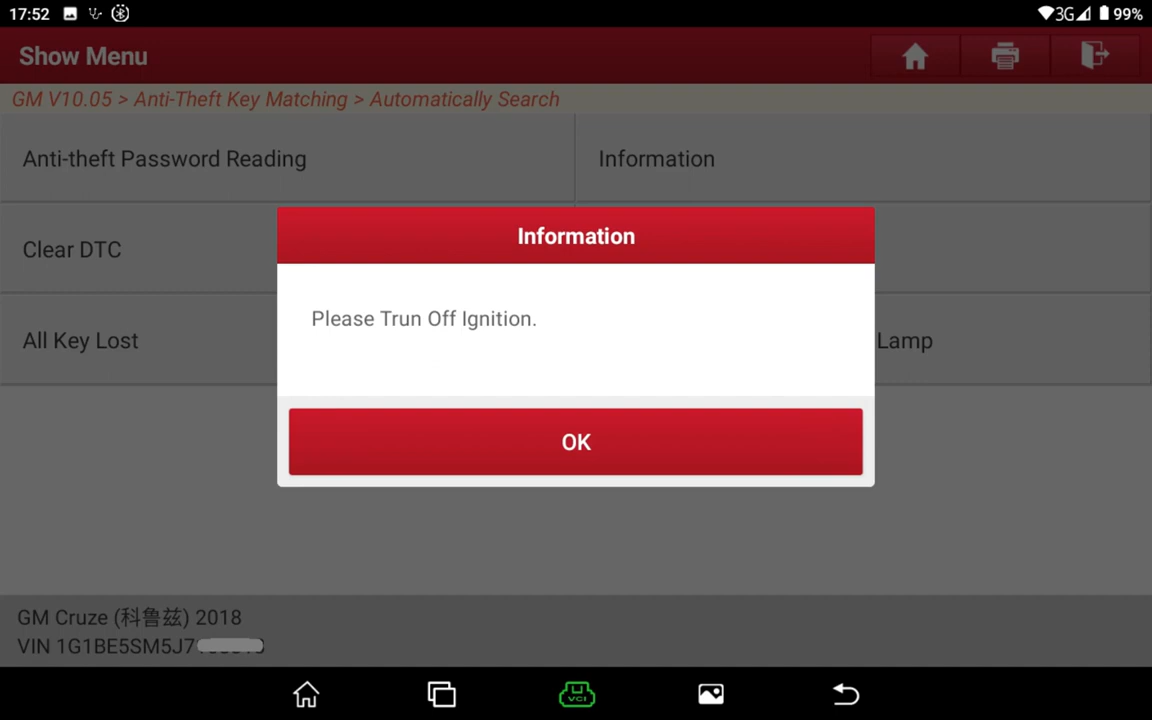 17:52 3G 99%
Show Menu
GM V10.05 > Anti-Theft Key Matching > Automatically Search
Anti-theft Password Reading
Information
Clear DTC
Information
Please Trun Off Ignition.
All Key Lost
Lamp
OK
GM Cruze (科鲁兹) 2018
VIN 1G1BE5SM5J7
VCI